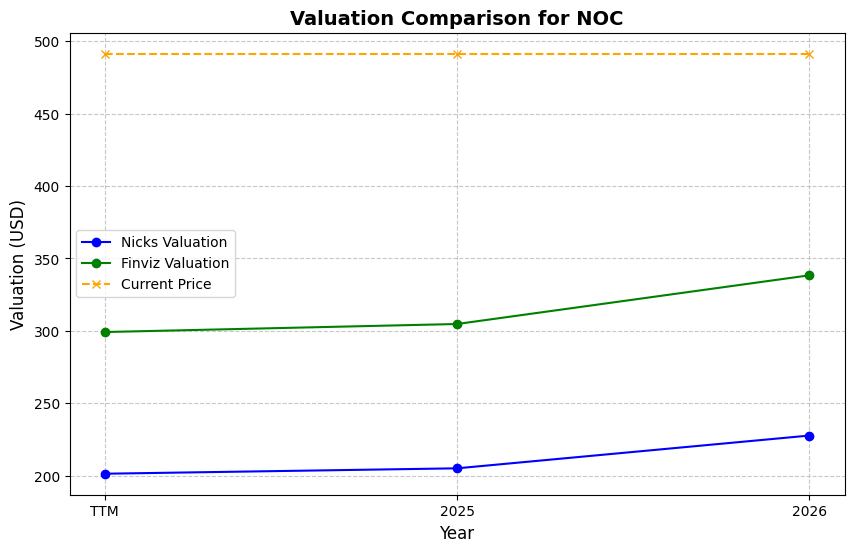 Valuation Comparison for NOC
Valuation (USD)
500
450
400
350
300
250
200
Nicks Valuation
Finviz Valuation
Current Price
TTM
2025
2026
Year